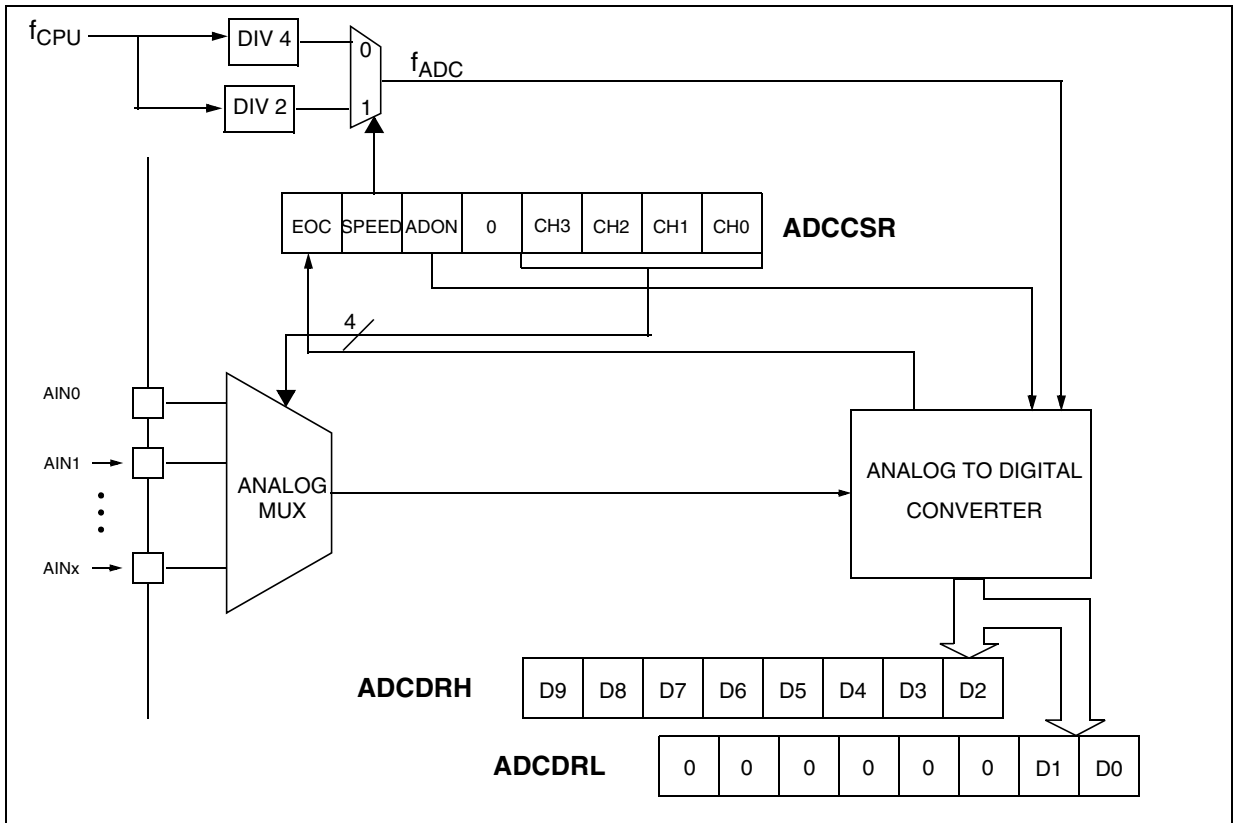 fCPU
DIV 4
0
fADC
DIV 2
1
EOC SPEED ADON 0 CH3 CH2 CH1 CH0 ADCCSR
4
AIN0
AIN1
AINx
ANALOG
MUX
ANALOG TO DIGITAL
CONVERTER
ADCDRH D9 D8 D7 D6 D5 D4 D3 D2
ADCDRL 0 0 0 0 0 0 D1 D0